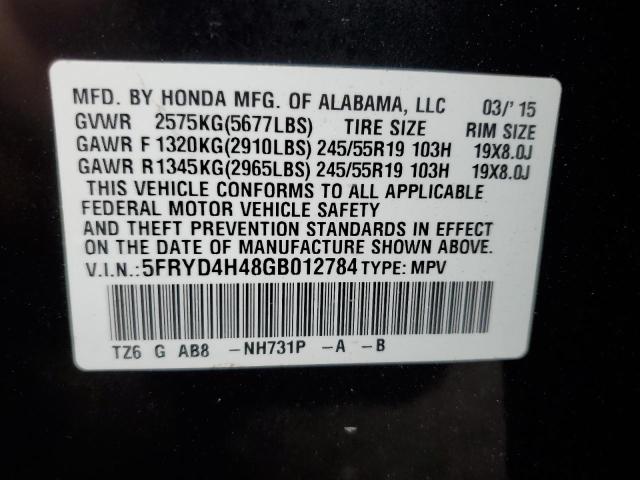 MFD. BY HONDA MFG. OF ALABAMA, LLC 03/'15
GVWR 2575KG(5677LBS) TIRE SIZE RIM SIZE
GAWR F 1320KG(2910LBS) 245/55R19 103H 19X8.0J
GAWR R 1345KG(2965LBS) 245/55R19 103H 19X8.0J
THIS VEHICLE CONFORMS TO ALL APPLICABLE
FEDERAL MOTOR VEHICLE SAFETY
AND THEFT PREVENTION STANDARDS IN EFFECT
ON THE DATE OF MANUFACTURE SHOWN ABOVE.
V.I.N.: 5FRYD4H48GB012784 TYPE: MPV
TZ6 G AB8 -NH731P -A -B